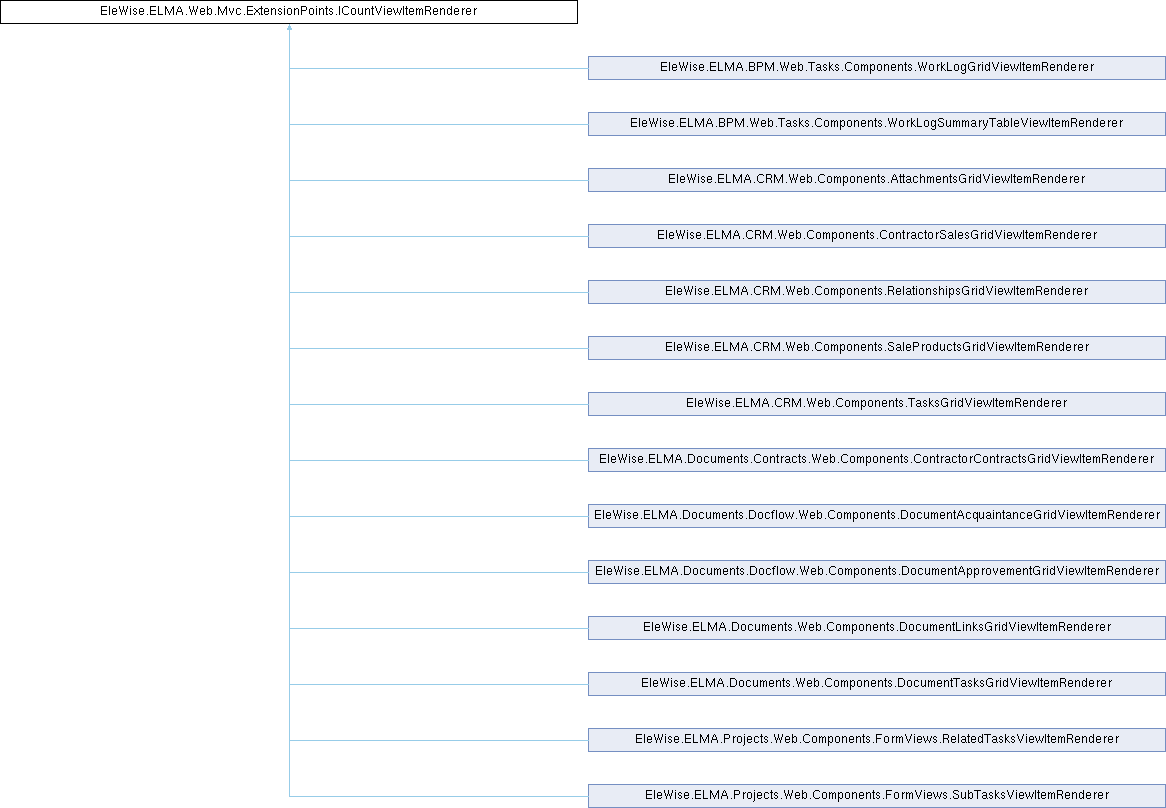 EleWise.ELMA.Web.Mvc.ExtensionPoints.ICountViewItemRenderer
EleWise.ELMA.BPM.Web.Tasks.Components.WorkLogGridViewItemRenderer
EleWise.ELMA.BPM.Web.Tasks.Components.WorkLogSummaryTableViewItemRenderer
EleWise.ELMA.CRM.Web.Components.AttachmentsGridViewItemRenderer
EleWise.ELMA.CRM.Web.Components.ContractorSalesGridViewItemRenderer
EleWise.ELMA.CRM.Web.Components.RelationshipsGridViewItemRenderer
EleWise.ELMA.CRM.Web.Components.SaleProductsGridViewItemRenderer
EleWise.ELMA.CRM.Web.Components.TasksGridViewItemRenderer
EleWise.ELMA.Documents.Contracts.Web.Components.ContractorContractsGridViewItemRenderer
EleWise.ELMA.Documents.Docflow.Web.Components.DocumentAcquaintanceGridViewItemRenderer
EleWise.ELMA.Documents.Docflow.Web.Components.DocumentApprovementGridViewItemRenderer
EleWise.ELMA.Documents.Web.Components.DocumentLinksGridViewItemRenderer
EleWise.ELMA.Documents.Web.Components.DocumentTasksGridViewItemRenderer
EleWise.ELMA.Projects.Web.Components.FormViews.RelatedTasksViewItemRenderer
EleWise.ELMA.Projects.Web.Components.FormViews.SubTasksViewItemRenderer